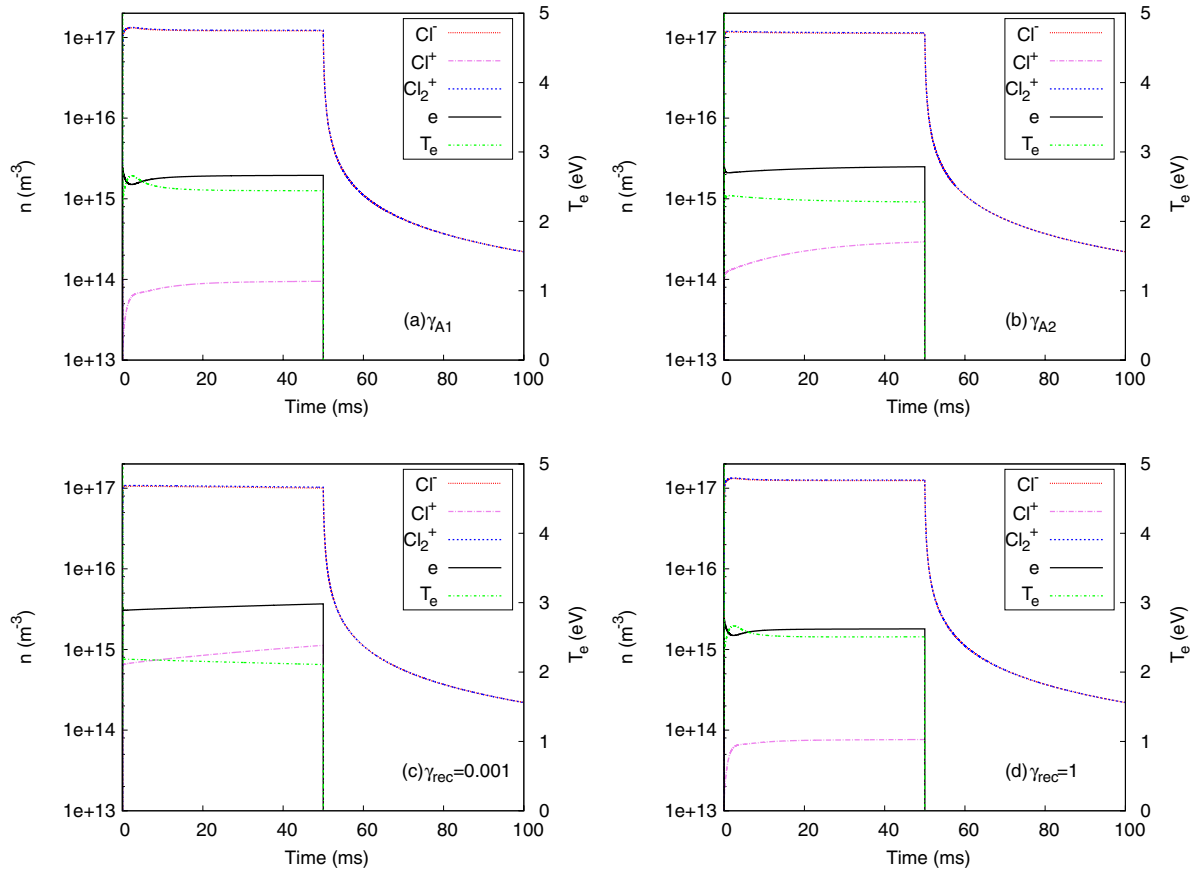 1e+17
1e+16
1e+15
1e+14
1e+13
n (m⁻³)
0
20
40
60
80
100
Time (ms)
5
4
3
2
1
0
Tₑ (eV)
Cl⁻
Cl⁺
Cl₂⁺
e
Tₑ
(a)γA1
1e+17
1e+16
1e+15
1e+14
1e+13
n (m⁻³)
0
20
40
60
80
100
Time (ms)
5
4
3
2
1
0
Tₑ (eV)
Cl⁻
Cl⁺
Cl₂⁺
e
Tₑ
(b)γA2
1e+17
1e+16
1e+15
1e+14
1e+13
n (m⁻³)
0
20
40
60
80
100
Time (ms)
5
4
3
2
1
0
Tₑ (eV)
Cl⁻
Cl⁺
Cl₂⁺
e
Tₑ
(c)γrec=0.001
1e+17
1e+16
1e+15
1e+14
1e+13
n (m⁻³)
0
20
40
60
80
100
Time (ms)
5
4
3
2
1
0
Tₑ (eV)
Cl⁻
Cl⁺
Cl₂⁺
e
Tₑ
(d)γrec=1